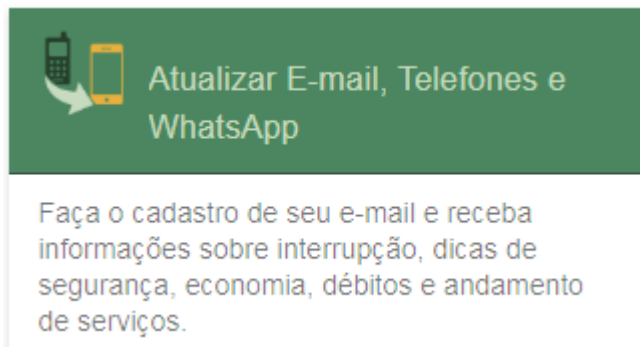 Atualizar E-mail, Telefones e
WhatsApp
Faça o cadastro de seu e-mail e receba
informações sobre interrupção, dicas de
segurança, economia, débitos e andamento
de serviços.